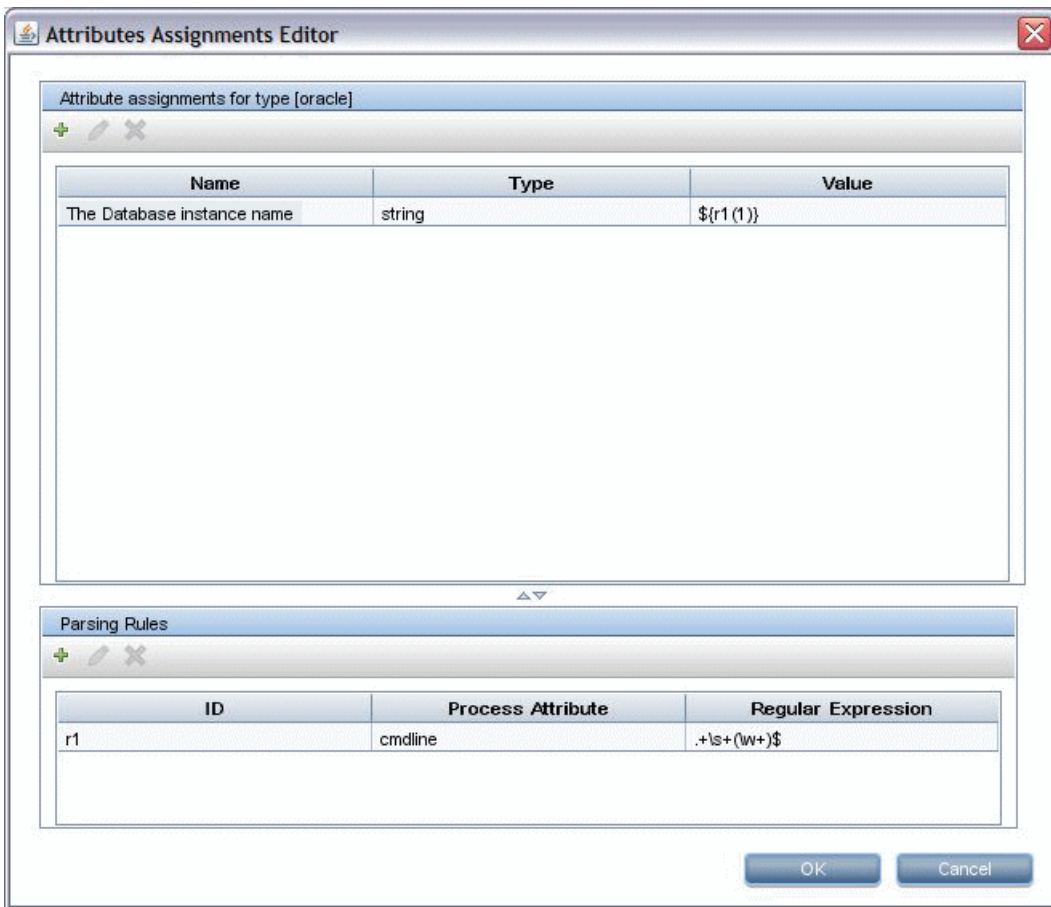 Attributes Assignments Editor
Attribute assignments for type [oracle]
Name Type Value
The Database instance name string ${r1(1)}
Parsing Rules
ID Process Attribute Regular Expression
r1 cmdline .+\s+(\w+)$
OK Cancel